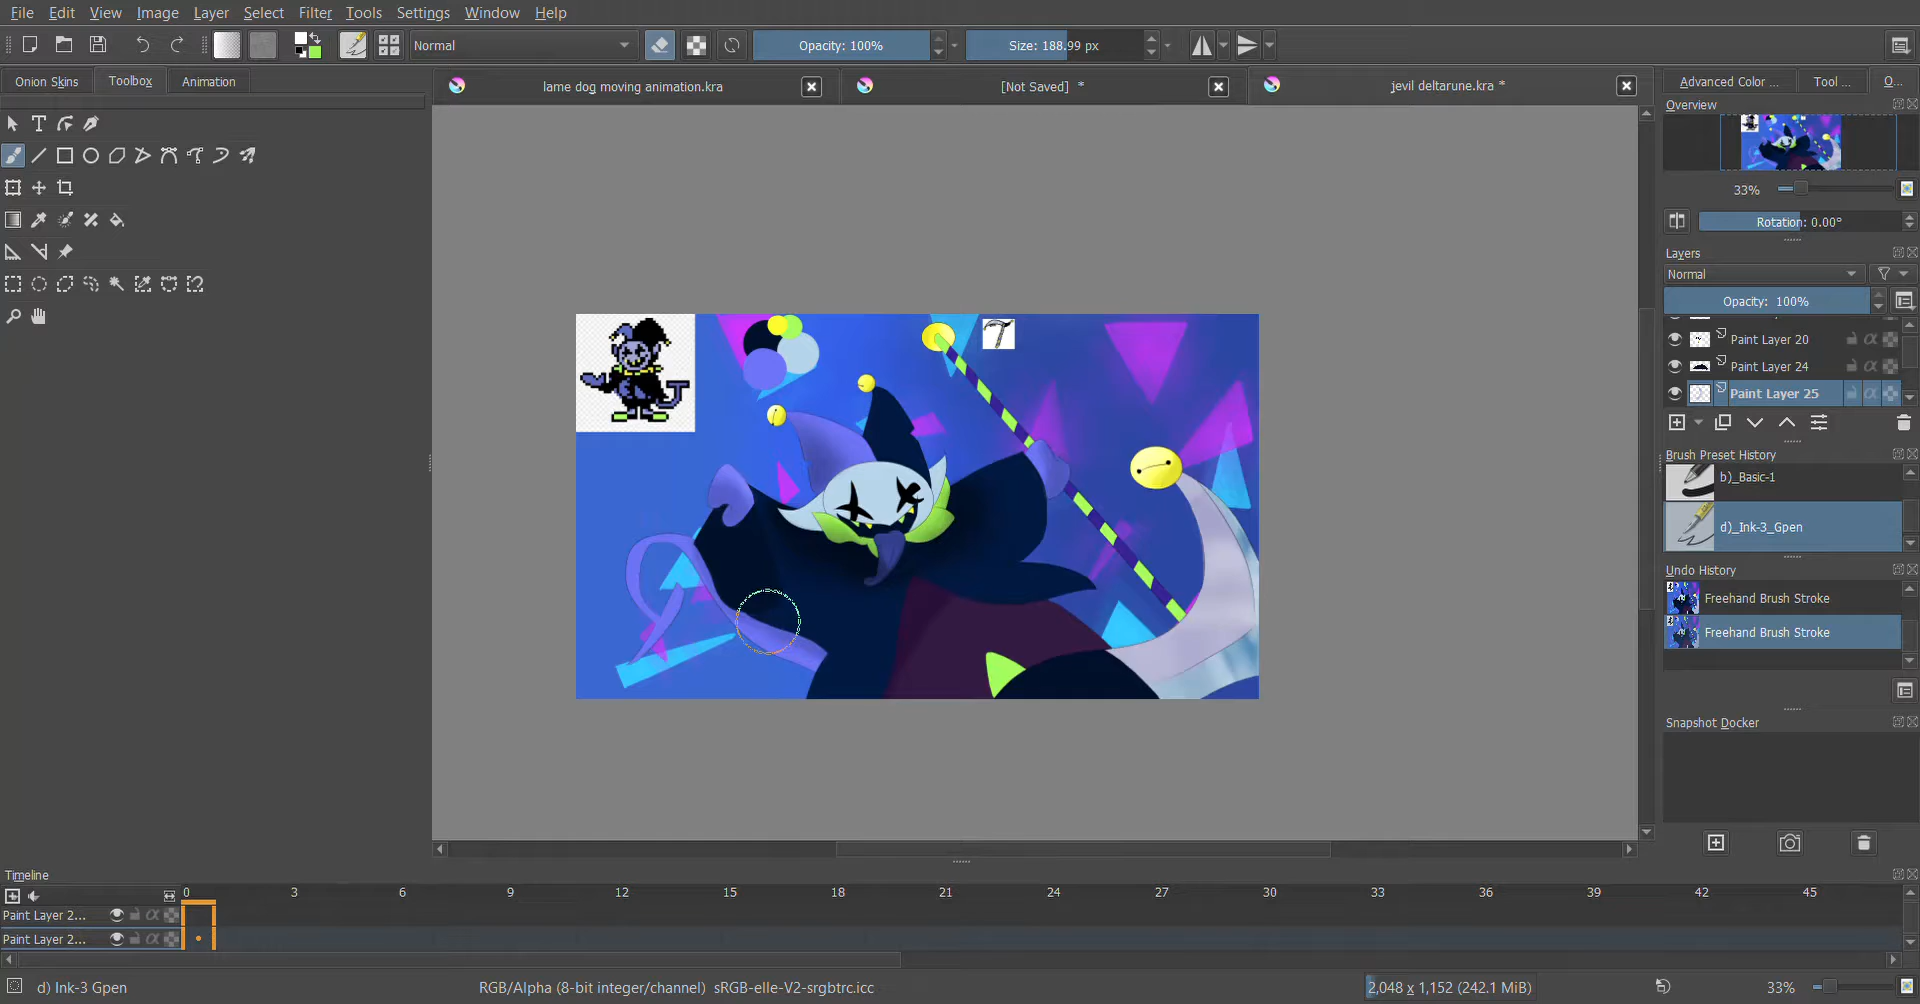 File Edit View Image Layer Select Filter Tools Settings Window Help
Normal Opacity: 100% Size: 188.99 px
Onion Skins Toolbox Animation
lame dog moving animation.kra [Not Saved] * jevil deltarune.kra *
Advanced Color ... Tool ... O...
Overview
33%
Rotation: 0.00°
Layers
Normal
Opacity: 100%
Paint Layer 20
Paint Layer 24
Paint Layer 25
Brush Preset History
b)_Basic-1
d)_Ink-3_Gpen
Undo History
Freehand Brush Stroke
Freehand Brush Stroke
Snapshot Docker
Timeline
0 3 6 9 12 15 18 21 24 27 30 33 36 39 42 45
Paint Layer 2...
Paint Layer 2...
d) Ink-3 Gpen RGB/Alpha (8-bit integer/channel) sRGB-elle-V2-srgbtrc.icc 2,048 x 1,152 (242.1 MiB) 33%